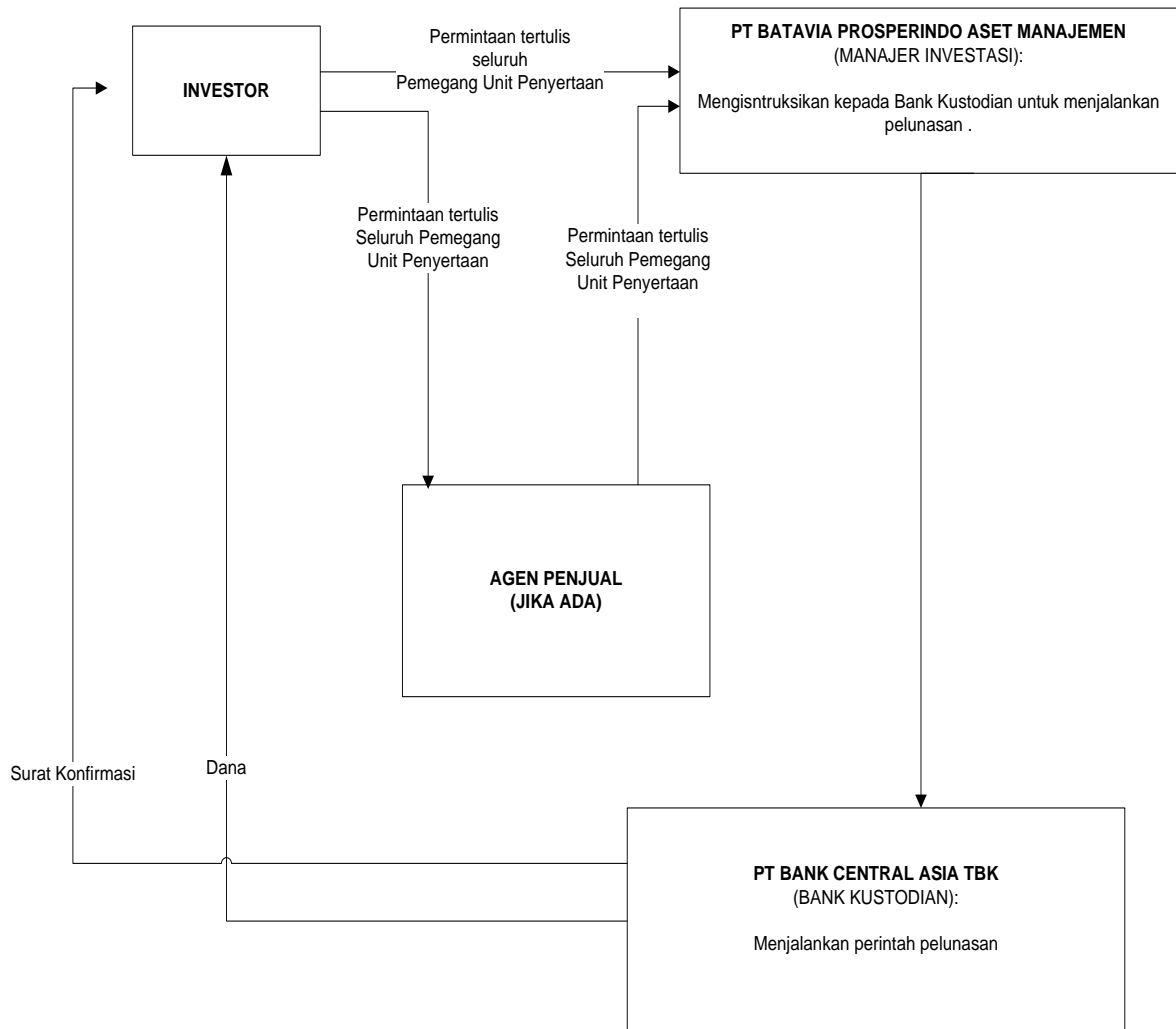 INVESTOR
Permintaan tertulis
seluruh
Pemegang Unit Penyertaan
PT BATAVIA PROSPERINDO ASET MANAJEMEN
(MANAJER INVESTASI):
Mengisntruksikan kepada Bank Kustodian untuk menjalankan
pelunasan .
Permintaan tertulis
Seluruh Pemegang
Unit Penyertaan
Permintaan tertulis
Seluruh Pemegang
Unit Penyertaan
AGEN PENJUAL
(JIKA ADA)
Surat Konfirmasi
Dana
PT BANK CENTRAL ASIA TBK
(BANK KUSTODIAN):
Menjalankan perintah pelunasan